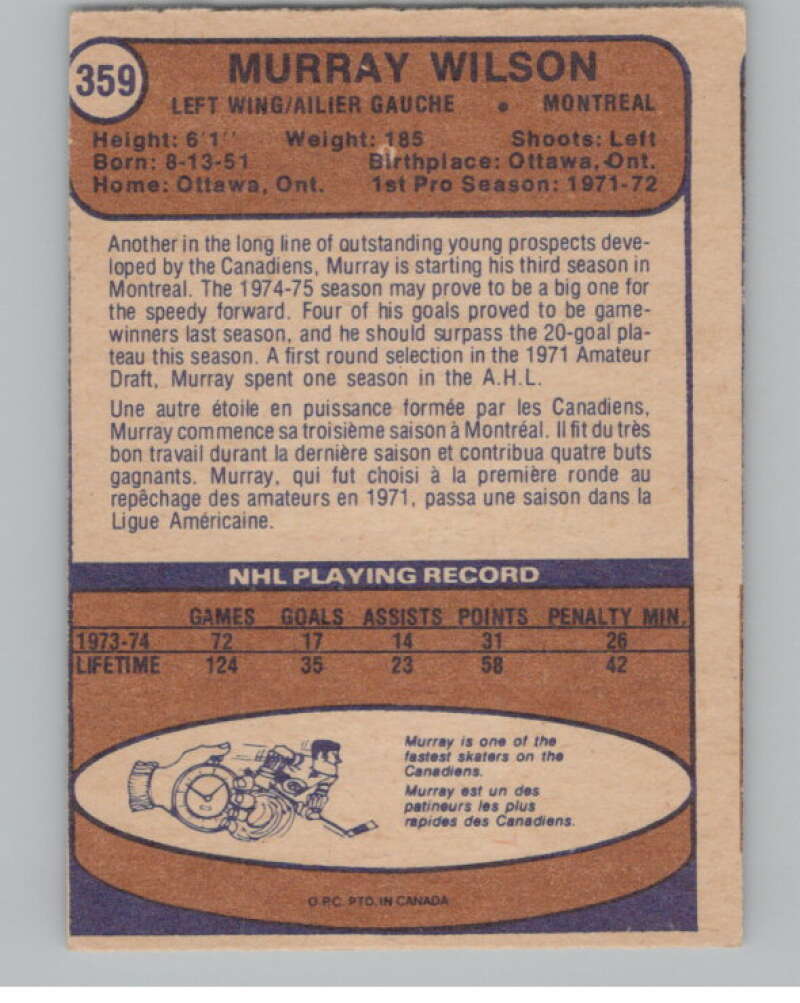 359
MURRAY WILSON
LEFT WING/AILIER GAUCHE • MONTREAL
Height: 6'1" Weight: 185 Shoots: Left
Born: 8-13-51 Birthplace: Ottawa, Ont.
Home: Ottawa, Ont. 1st Pro Season: 1971-72
Another in the long line of outstanding young prospects deve-
loped by the Canadiens, Murray is starting his third season in
Montreal. The 1974-75 season may prove to be a big one for
the speedy forward. Four of his goals proved to be game-
winners last season, and he should surpass the 20-goal pla-
teau this season. A first round selection in the 1971 Amateur
Draft, Murray spent one season in the A.H.L.
Une autre étoile en puissance formée par les Canadiens,
Murray commence sa troisième saison à Montréal. Il fit du très
bon travail durant la dernière saison et contribua quatre buts
gagnants. Murray, qui fut choisi à la première ronde au
repêchage des amateurs en 1971, passa une saison dans la
Ligue Américaine.
NHL PLAYING RECORD
GAMES GOALS ASSISTS POINTS PENALTY MIN.
1973-74 72 17 14 31 26
LIFETIME 124 35 23 58 42
Murray is one of the
fastest skaters on the
Canadiens.
Murray est un des
patineurs les plus
rapides des Canadiens.
O.P.C. PTD. IN CANADA